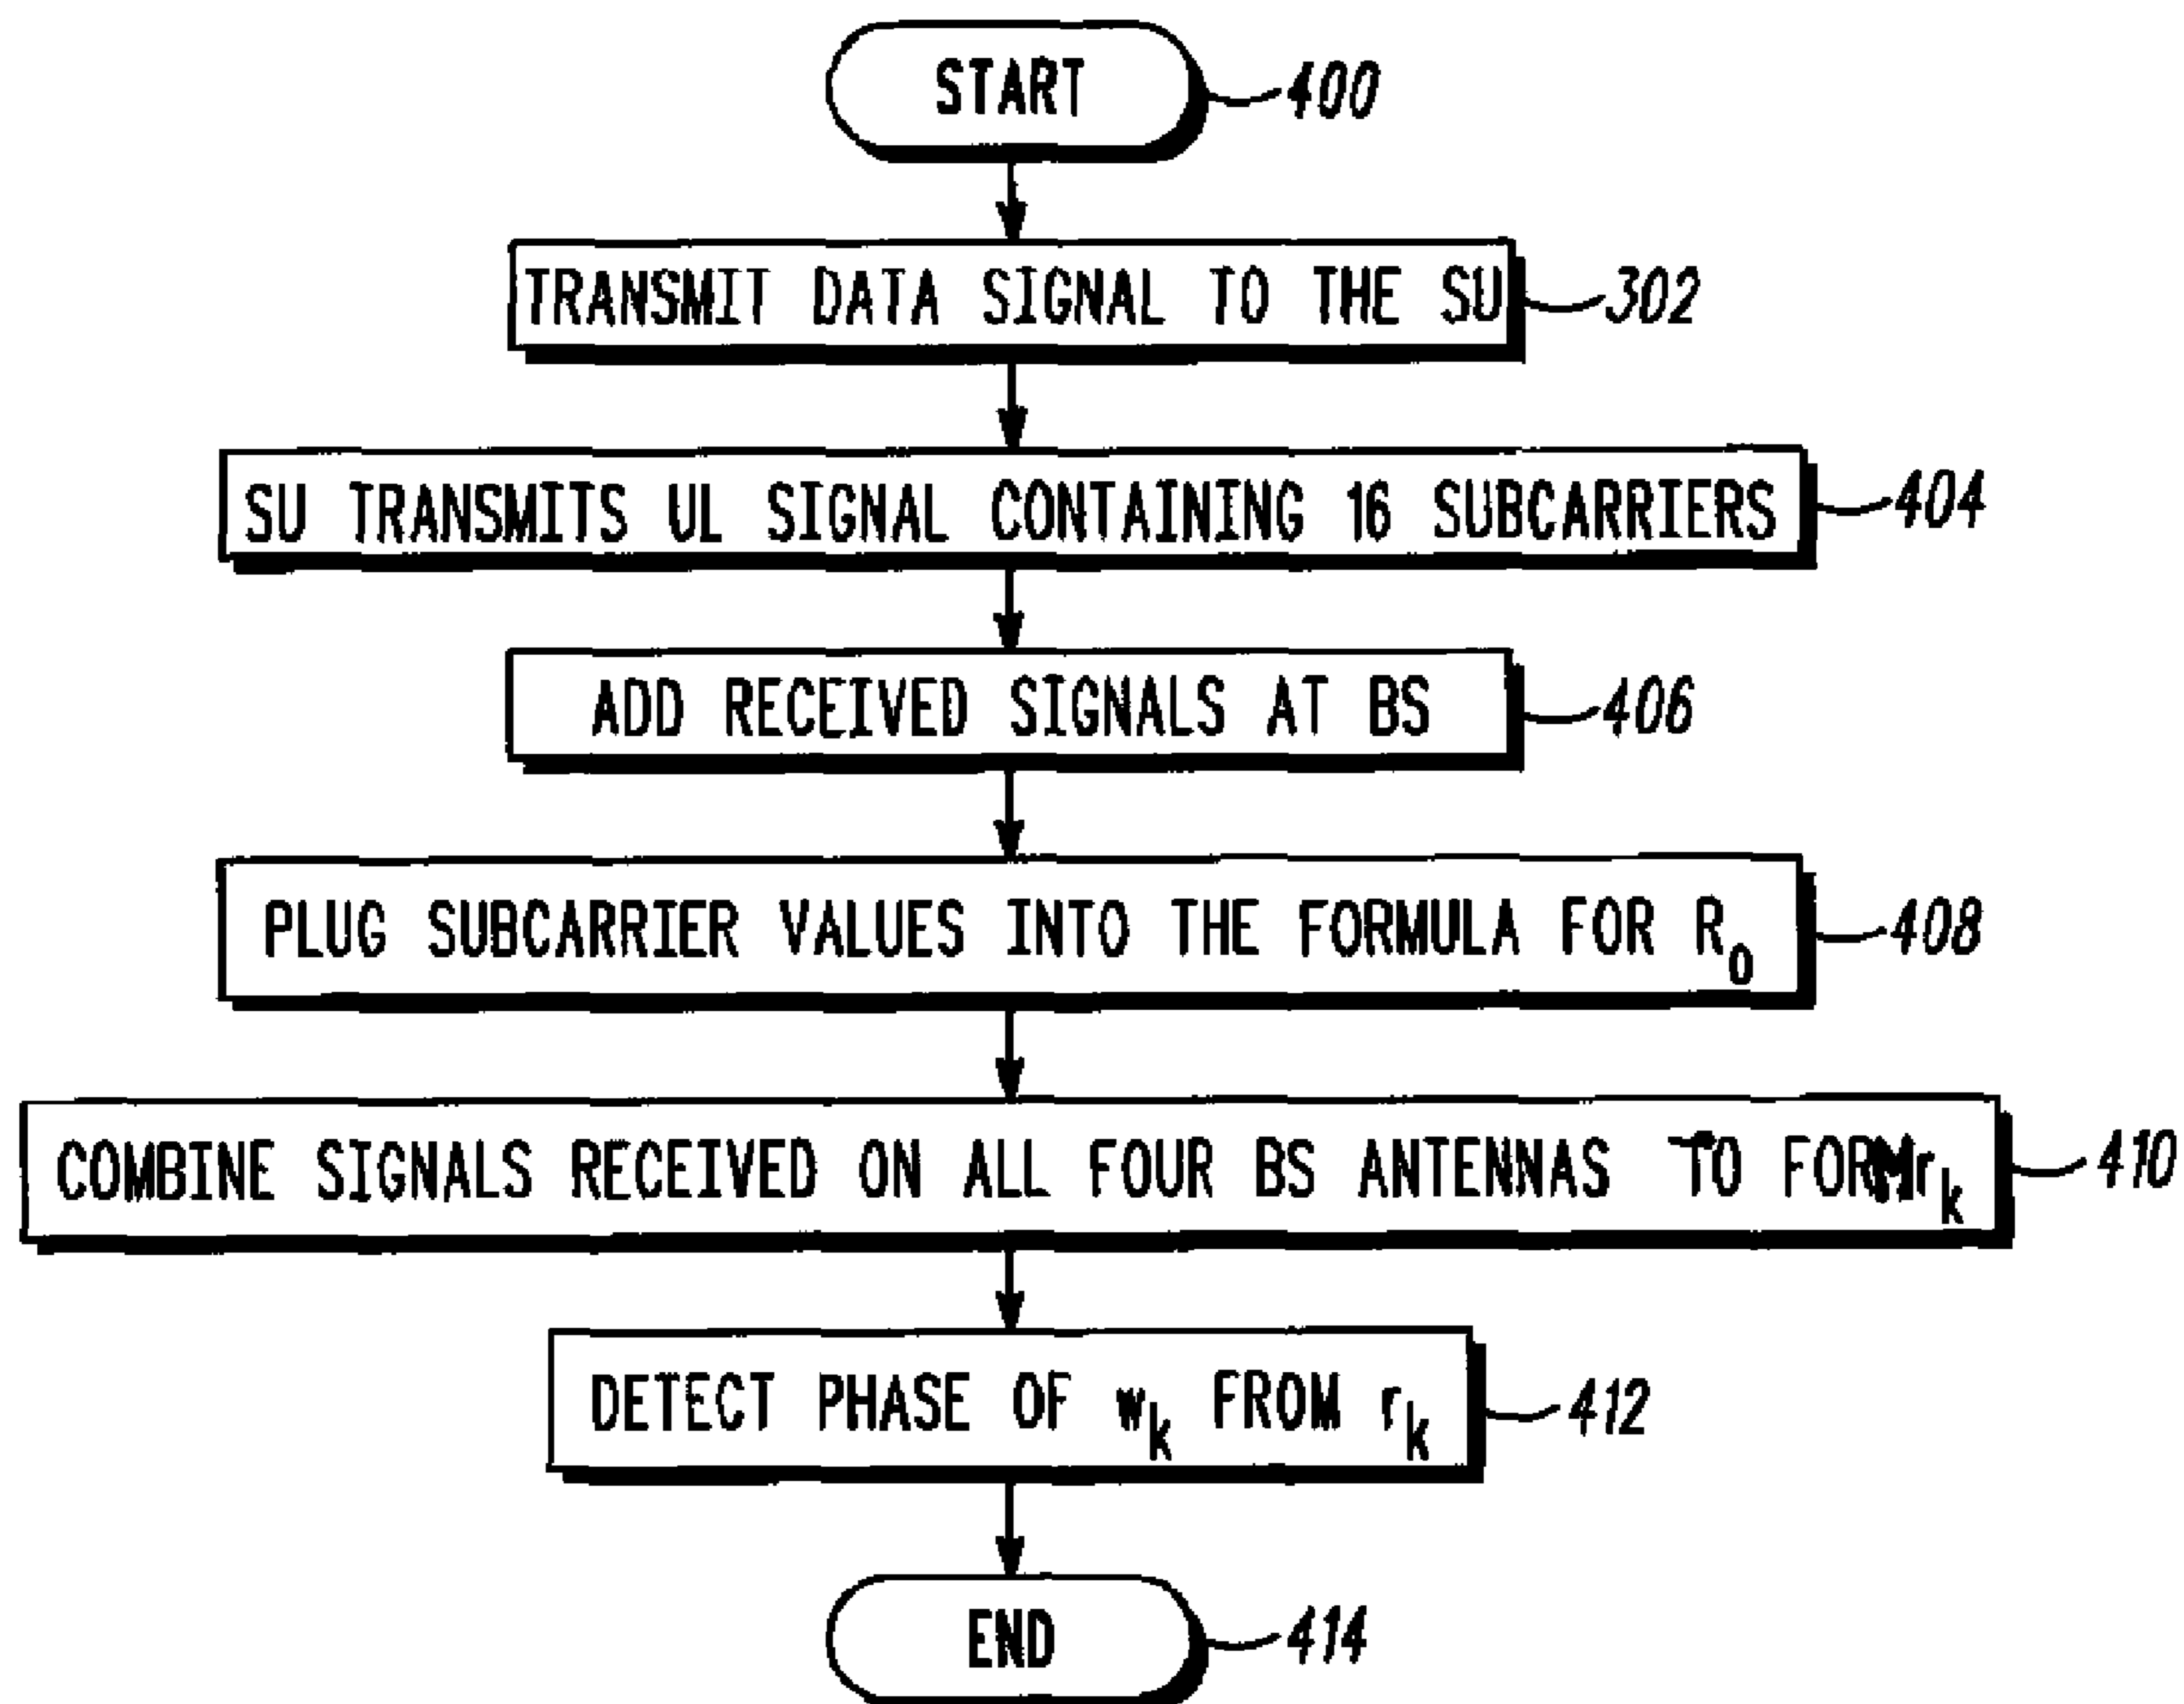 START 400
TRANSMIT DATA SIGNAL TO THE SU 302
SU TRANSMITS UL SIGNAL CONTAINING 16 SUBCARRIERS 404
ADD RECEIVED SIGNALS AT BS 406
PLUG SUBCARRIER VALUES INTO THE FORMULA FOR R₀ 408
COMBINE SIGNALS RECEIVED ON ALL FOUR BS ANTENNAS TO FORM rₖ 410
DETECT PHASE OF wₖ FROM rₖ 412
END 414